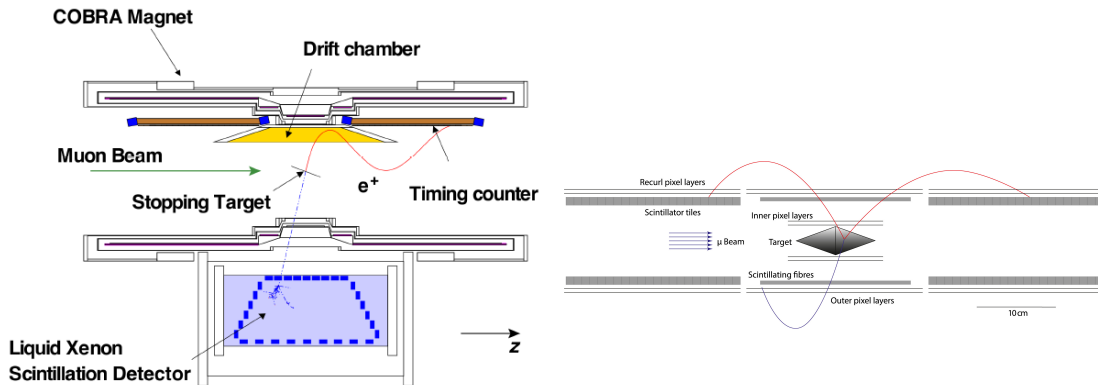 COBRA Magnet
Drift chamber
Muon Beam
e+
Stopping Target
Timing counter
Liquid Xenon
Scintillation Detector
z
Recurl pixel layers
Scintillator tiles
Inner pixel layers
μ Beam
Target
Scintillating fibres
Outer pixel layers
10 cm